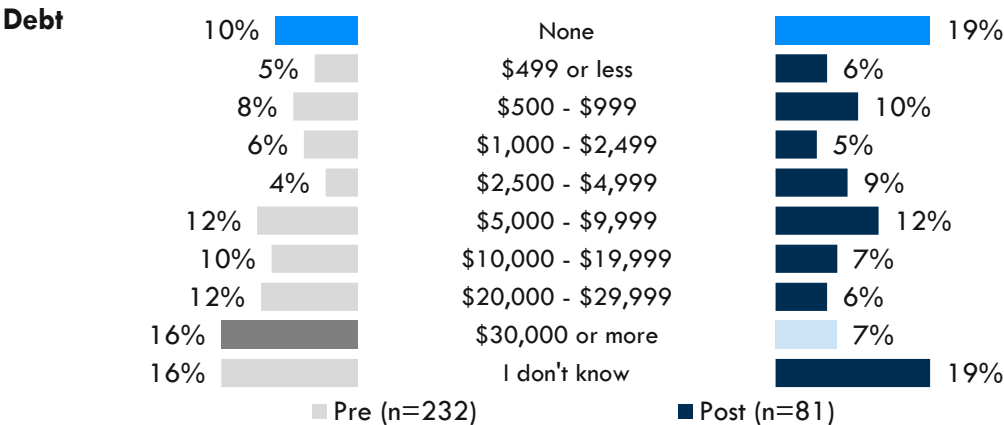 Debt
10% None 19%
5% $499 or less 6%
8% $500 - $999 10%
6% $1,000 - $2,499 5%
4% $2,500 - $4,999 9%
12% $5,000 - $9,999 12%
10% $10,000 - $19,999 7%
12% $20,000 - $29,999 6%
16% $30,000 or more 7%
16% I don't know 19%
Pre (n=232) Post (n=81)